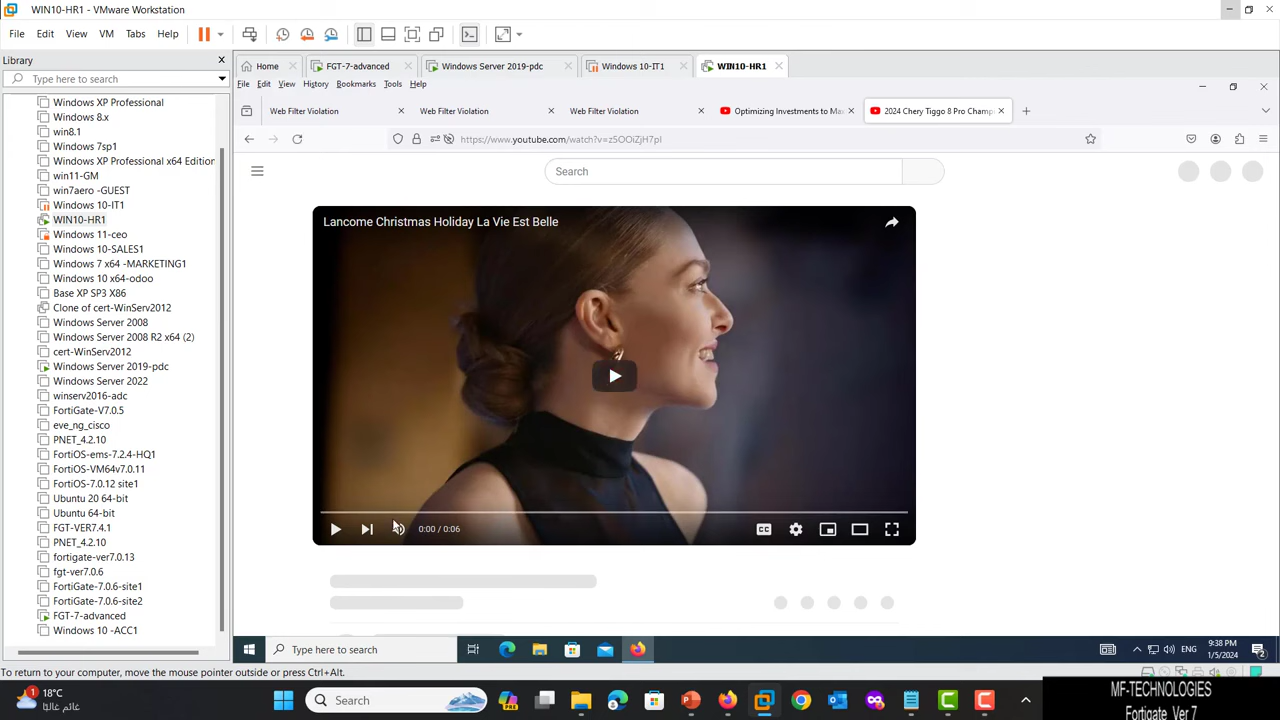 WIN10-HR1 - VMware Workstation
File Edit View VM Tabs Help
Library
Type here to search
Windows XP Professional
Windows 8.x
win8.1
Windows 7sp1
Windows XP Professional x64 Edition
win11-GM
win7aero -GUEST
Windows 10-IT1
WIN10-HR1
Windows 11-ceo
Windows 10-SALES1
Windows 7 x64 -MARKETING1
Windows 10 x64-odoo
Base XP SP3 X86
Clone of cert-WinServ2012
Windows Server 2008
Windows Server 2008 R2 x64 (2)
cert-WinServ2012
Windows Server 2019-pdc
Windows Server 2022
winserv2016-adc
FortiGate-V7.0.5
eve_ng_cisco
PNET_4.2.10
FortiOS-ems-7.2.4-HQ1
FortiOS-VM64v7.0.11
FortiOS-7.0.12 site1
Ubuntu 20 64-bit
Ubuntu 64-bit
FGT-VER7.4.1
PNET_4.2.10
fortigate-ver7.0.13
fgt-ver7.0.6
FortiGate-7.0.6-site1
FortiGate-7.0.6-site2
FGT-7-advanced
Windows 10 -ACC1
Home FGT-7-advanced Windows Server 2019-pdc Windows 10-IT1 WIN10-HR1
File Edit View History Bookmarks Tools Help
Web Filter Violation Web Filter Violation Web Filter Violation Optimizing Investments to Ma 2024 Chery Tiggo 8 Pro Champi
https://www.youtube.com/watch?v=z5OOiZjH7pI
Search
Lancome Christmas Holiday La Vie Est Belle
0:00 / 0:06
CC
Type here to search
ENG
9:38 PM
1/5/2024
2
To return to your computer, move the mouse pointer outside or press Ctrl+Alt.
1
18°C
غائم غالبا
Search
PRE
MF-TECHNOLOGIES
Fortigate Ver 7